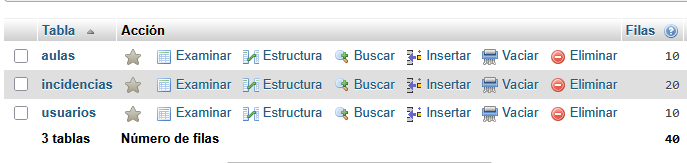 Tabla Acción Filas
aulas Examinar Estructura Buscar Insertar Vaciar Eliminar 10
incidencias Examinar Estructura Buscar Insertar Vaciar Eliminar 20
usuarios Examinar Estructura Buscar Insertar Vaciar Eliminar 10
3 tablas Número de filas 40